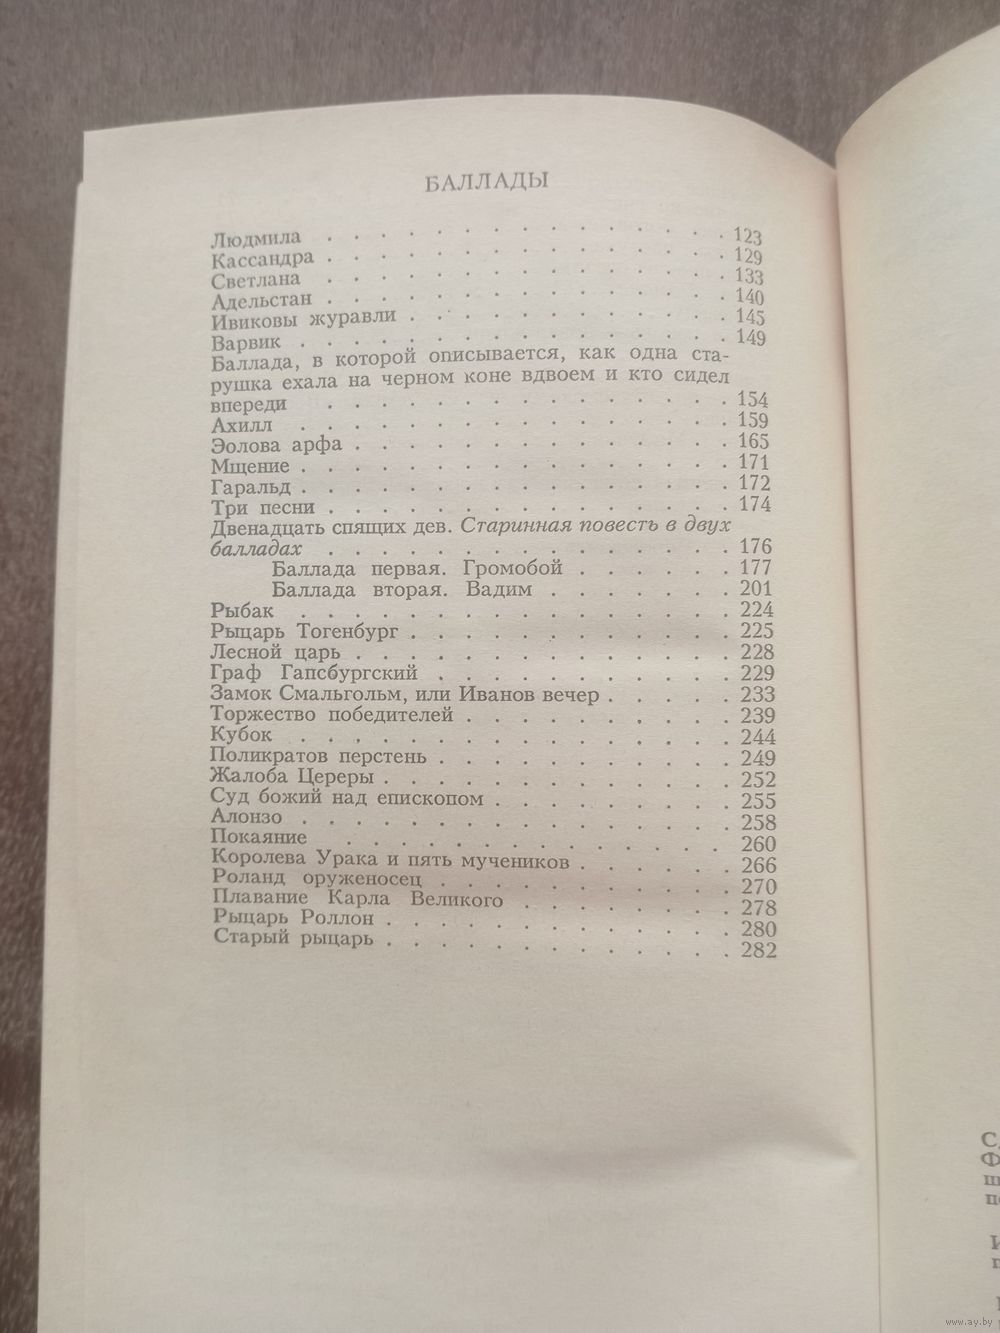 БАЛЛАДЫ
Людмила . . . . . . . . . . . . . . . 123
Кассандра . . . . . . . . . . . . . . . 129
Светлана . . . . . . . . . . . . . . . 133
Адельстан . . . . . . . . . . . . . . . 140
Ивиковы журавли . . . . . . . . . . . . 145
Варвик . . . . . . . . . . . . . . . . 149
Баллада, в которой описывается, как одна ста-
рушка ехала на черном коне вдвоем и кто сидел
впереди . . . . . . . . . . . . . . . 154
Ахилл . . . . . . . . . . . . . . . . 159
Эолова арфа . . . . . . . . . . . . . . 165
Мщение . . . . . . . . . . . . . . . . 171
Гаральд . . . . . . . . . . . . . . . . 172
Три песни . . . . . . . . . . . . . . . 174
Двенадцать спящих дев. Старинная повесть в двух
балладах . . . . . . . . . . . . . . . 176
Баллада первая. Громобой . . . . . . 177
Баллада вторая. Вадим . . . . . . . 201
Рыбак . . . . . . . . . . . . . . . 224
Рыцарь Тогенбург . . . . . . . . . . . . 225
Лесной царь . . . . . . . . . . . . . . 228
Граф Гапсбургский . . . . . . . . . . . 229
Замок Смальгольм, или Иванов вечер . . . . . 233
Торжество победителей . . . . . . . . . . 239
Кубок . . . . . . . . . . . . . . . . 244
Поликратов перстень . . . . . . . . . . . 249
Жалоба Цереры . . . . . . . . . . . . . 252
Суд божий над епископом . . . . . . . . . 255
Алонзо . . . . . . . . . . . . . . . . 258
Покаяние . . . . . . . . . . . . . 260
Королева Урака и пять мучеников . . . . . . 266
Роланд оруженосец . . . . . . . . . . . 270
Плавание Карла Великого . . . . . . . . 278
Рыцарь Роллон . . . . . . . . . . . . . 280
Старый рыцарь . . . . . . . . . . . . . 282
www.ay.by